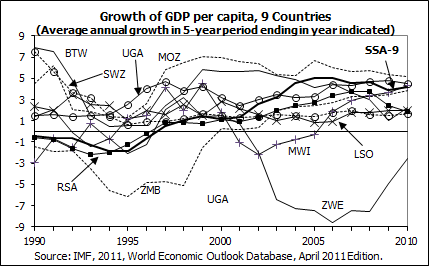 Growth of GDP per capita, 9 Countries
(Average annual growth in 5-year period ending in year indicated)
9
7
5
3
1
-1
-3
-5
-7
-9
BTW
SWZ
UGA
MOZ
SSA-9
RSA
ZMB
UGA
MWI
LSO
ZWE
1990
1995
2000
2005
2010
Source: IMF, 2011, World Economic Outlook Database, April 2011 Edition.